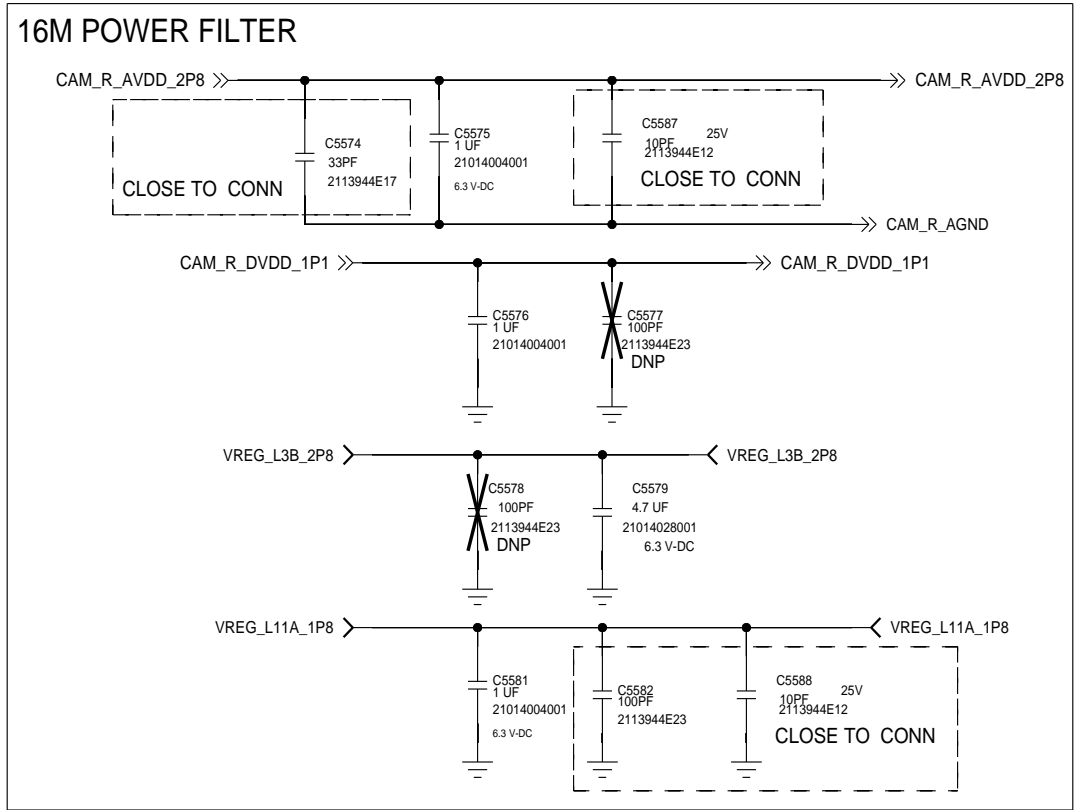 16M POWER FILTER
CAM_R_AVDD_2P8
CAM_R_AVDD_2P8
C5574
33PF
2113944E17
CLOSE TO CONN
C5575
1 UF
21014004001
6.3 V-DC
C5587
10PF 25V
2113944E12
CLOSE TO CONN
CAM_R_AGND
CAM_R_DVDD_1P1
CAM_R_DVDD_1P1
C5576
1 UF
21014004001
C5577
100PF
2113944E23
DNP
VREG_L3B_2P8
VREG_L3B_2P8
C5578
100PF
2113944E23
DNP
C5579
4.7 UF
21014028001
6.3 V-DC
VREG_L11A_1P8
VREG_L11A_1P8
C5581
1 UF
21014004001
6.3 V-DC
C5582
100PF
2113944E23
C5588
10PF 25V
2113944E12
CLOSE TO CONN